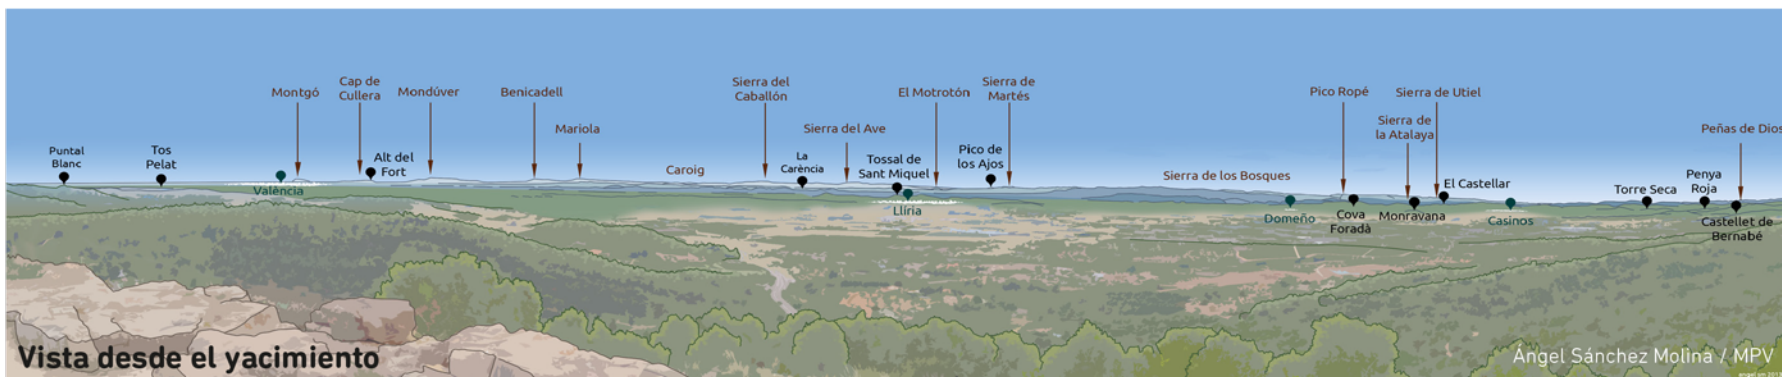 Puntal
Blanc
Tos
Pelat
València
Montgó
Cap de
Cullera
Alt del
Fort
Mondúver
Benicadell
Mariola
Caroig
Sierra del
Caballón
La
Carència
Sierra del Ave
Tossal de
Sant Miquel
Llíria
El Motrotón
Pico de
los Ajos
Sierra de
Martés
Sierra de los Bosques
Domeño
Pico Ropé
Cova
Foradà
Sierra de
la Atalaya
Monravana
Sierra de Utiel
El Castellar
Casinos
Torre Seca
Penya
Roja
Peñas de Dios
Castellet de
Bernabé
Vista desde el yacimiento
Ángel Sánchez Molina / MPV